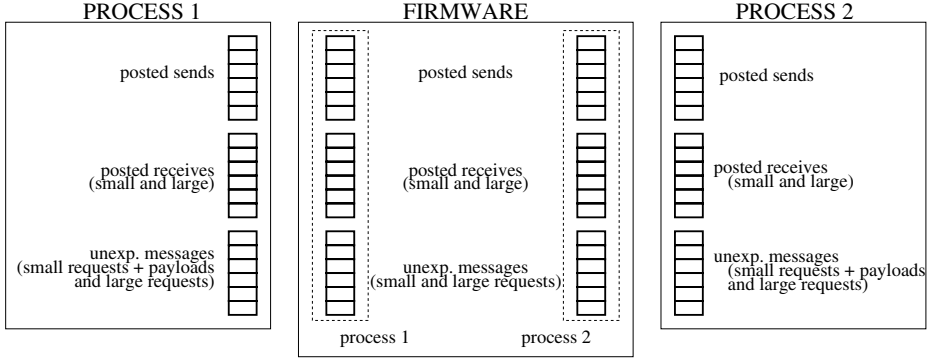 PROCESS 1
posted sends
posted receives
(small and large)
unexp. messages
(small requests + payloads
and large requests)
FIRMWARE
posted sends
posted receives
(small and large)
unexp. messages
(small and large requests)
process 1
process 2
PROCESS 2
posted sends
posted receives
(small and large)
unexp. messages
(small requests + payloads
and large requests)